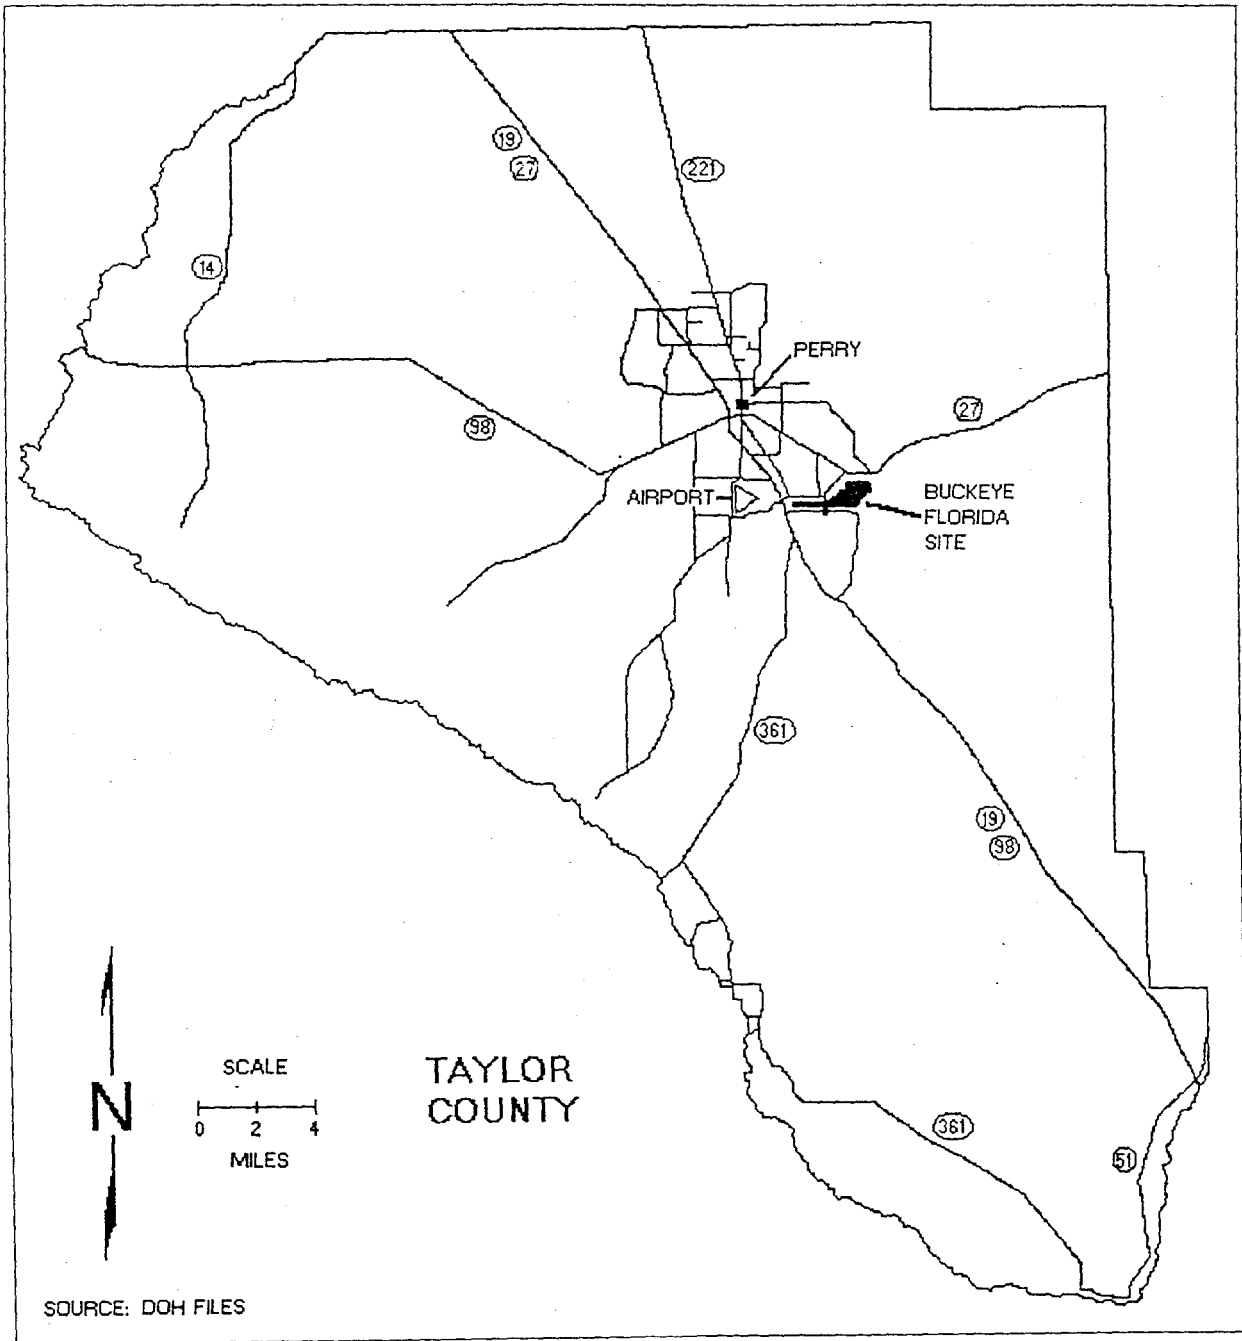 19
27
221
14
PERRY
27
98
AIRPORT
BUCKEYE
FLORIDA
SITE
361
19
98
N
SCALE
0 2 4
MILES
TAYLOR
COUNTY
361
51
SOURCE: DOH FILES